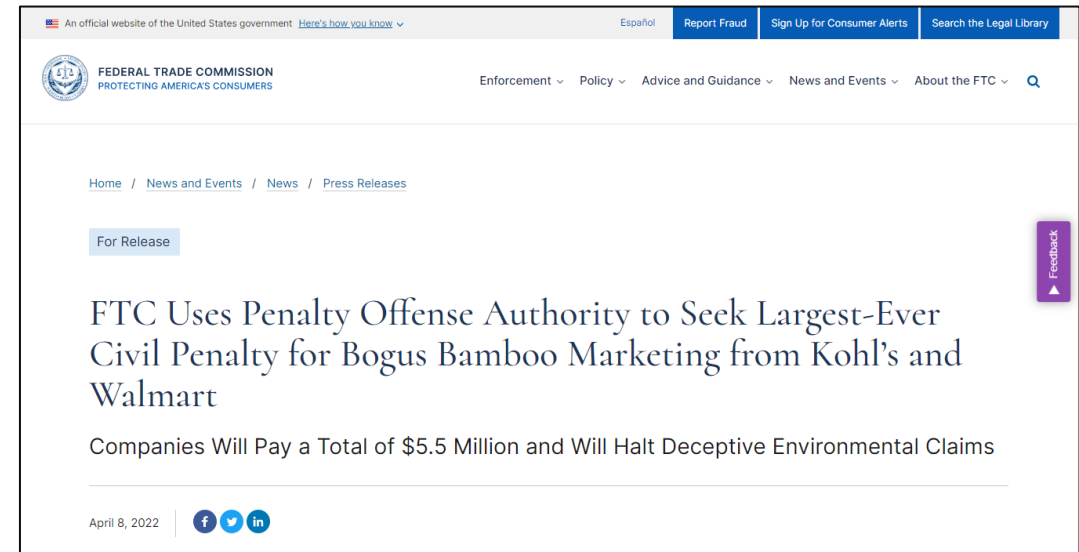 An official website of the United States government Here's how you know
Español
Report Fraud
Sign Up for Consumer Alerts
Search the Legal Library
FEDERAL TRADE COMMISSION
PROTECTING AMERICA'S CONSUMERS
Enforcement
Policy
Advice and Guidance
News and Events
About the FTC
Home / News and Events / News / Press Releases
For Release
Feedback
FTC Uses Penalty Offense Authority to Seek Largest-Ever
Civil Penalty for Bogus Bamboo Marketing from Kohl's and
Walmart
Companies Will Pay a Total of $5.5 Million and Will Halt Deceptive Environmental Claims
April 8, 2022